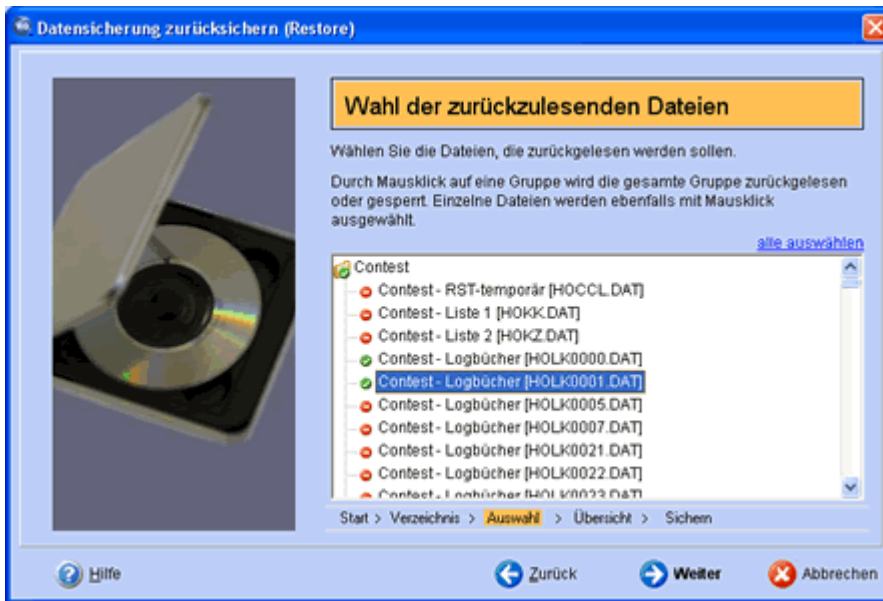 Datensicherung zurücksichern (Restore)
Wahl der zurückzulesenden Dateien
Wählen Sie die Dateien, die zurückgelesen werden sollen.
Durch Mausklick auf eine Gruppe wird die gesamte Gruppe zurückgelesen
oder gesperrt. Einzelne Dateien werden ebenfalls mit Mausklick
ausgewählt.
alle auswählen
Contest
Contest - RST-temporär [HOCCL.DAT]
Contest - Liste 1 [HOKK.DAT]
Contest - Liste 2 [HOKZ.DAT]
Contest - Logbücher [HOLK0000.DAT]
Contest - Logbücher [HOLK0001.DAT]
Contest - Logbücher [HOLK0005.DAT]
Contest - Logbücher [HOLK0007.DAT]
Contest - Logbücher [HOLK0021.DAT]
Contest - Logbücher [HOLK0022.DAT]
Contest - Logbücher [HOLK0023.DAT]
Start > Verzeichnis > Auswahl > Übersicht > Sichern
Hilfe
Zurück
Weiter
Abbrechen